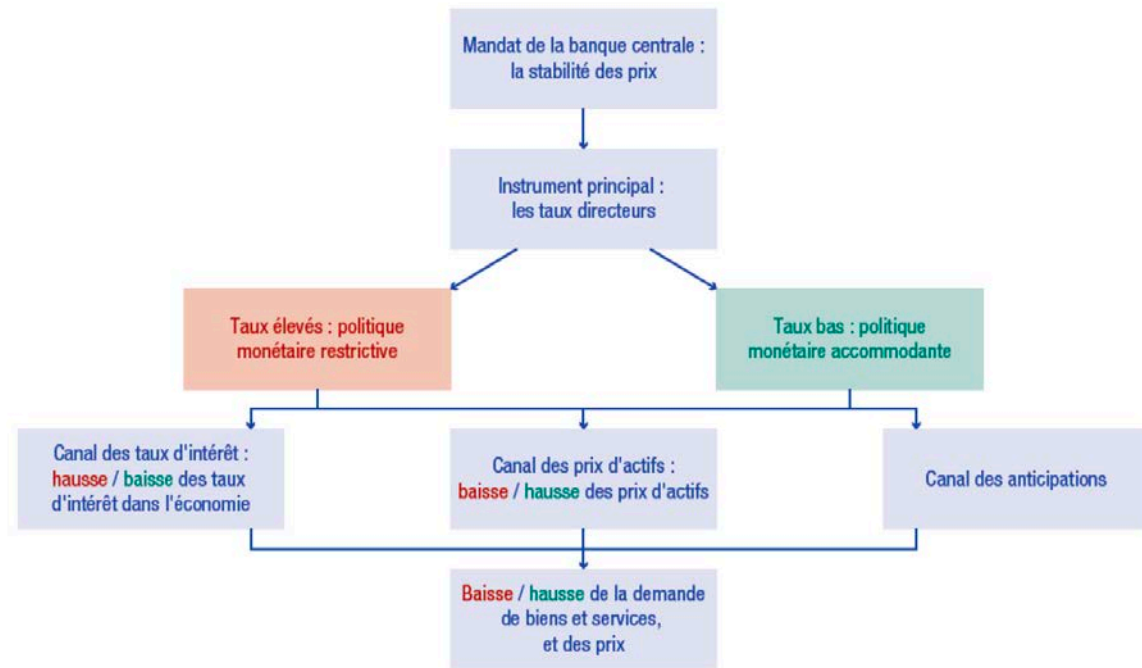 Mandat de la banque centrale :
la stabilité des prix
Instrument principal :
les taux directeurs
Taux élevés : politique
monétaire restrictive
Taux bas : politique
monétaire accommodante
Canal des taux d'intérêt :
hausse / baisse des taux
d'intérêt dans l'économie
Canal des prix d'actifs :
baisse / hausse des prix d'actifs
Canal des anticipations
Baisse / hausse de la demande
de biens et services,
et des prix